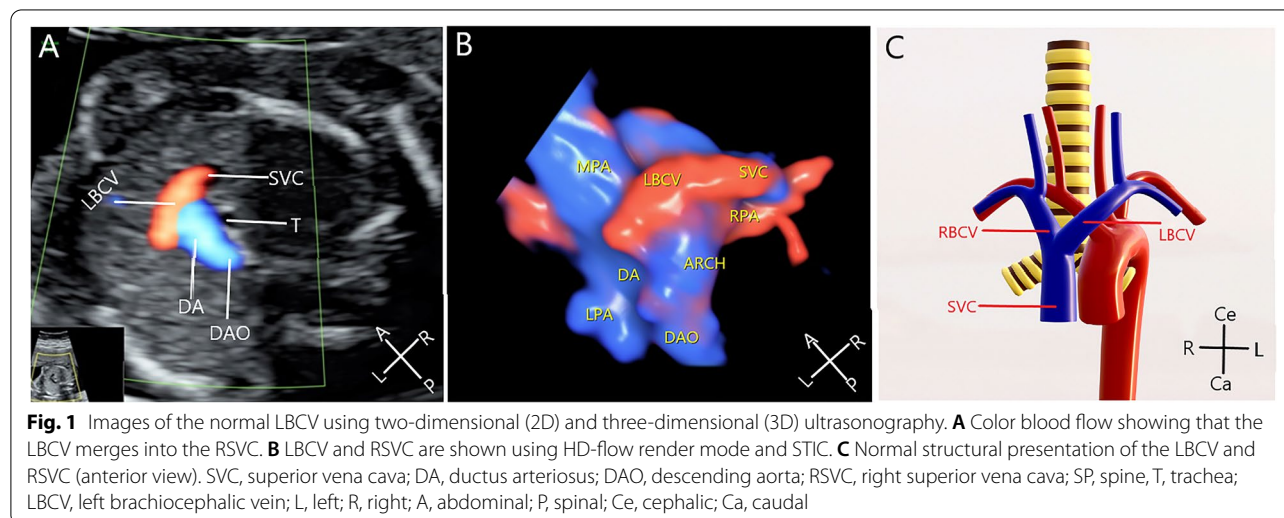 A
LBCV
SVC
T
DA
DAO
A
R
L
P
B
MPA
LBCV
SVC
RPA
DA
ARCH
LPA
DAO
A
R
L
P
C
RBCV
LBCV
SVC
Ce
R
L
Ca
Fig. 1 Images of the normal LBCV using two-dimensional (2D) and three-dimensional (3D) ultrasonography. A Color blood flow showing that the
LBCV merges into the RSVC. B LBCV and RSVC are shown using HD-flow render mode and STIC. C Normal structural presentation of the LBCV and
RSVC (anterior view). SVC, superior vena cava; DA, ductus arteriosus; DAO, descending aorta; RSVC, right superior vena cava; SP, spine, T, trachea;
LBCV, left brachiocephalic vein; L, left; R, right; A, abdominal; P, spinal; Ce, cephalic; Ca, caudal